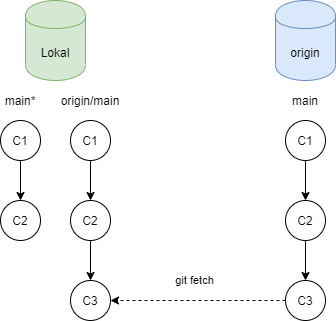 Lokal
origin
main*
origin/main
main
C1
C1
C1
C2
C2
C2
git fetch
C3
C3